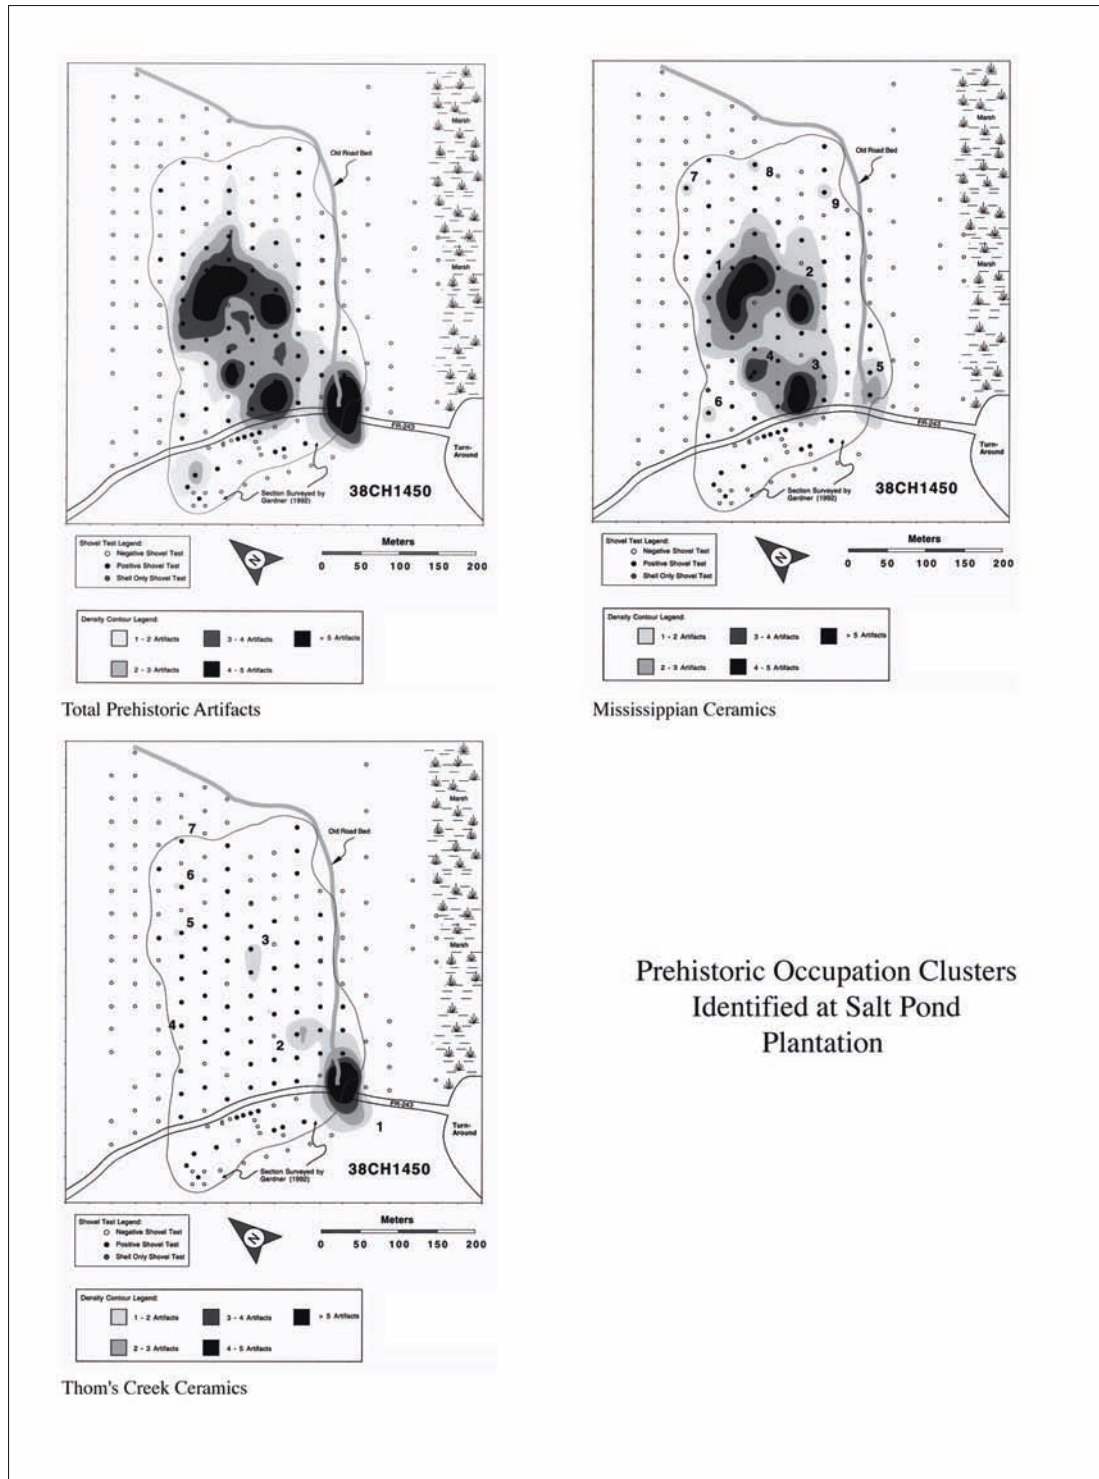 Marsh
Old Road Bed
Marsh
FR-243
Turn-
Around
Section Surveyed by
Gardner (1992)
38CH1450
Shovel Test Legend:
Negative Shovel Test
Positive Shovel Test
Shell Only Shovel Test
N
Meters
0 50 100 150 200
Density Contour Legend:
1 - 2 Artifacts
3 - 4 Artifacts
> 5 Artifacts
2 - 3 Artifacts
4 - 5 Artifacts
Total Prehistoric Artifacts
Marsh
Old Road Bed
7
8
9
Marsh
1
2
4
3
5
6
FR-243
Turn-
Around
Section Surveyed by
Gardner (1992)
38CH1450
Shovel Test Legend:
Negative Shovel Test
Positive Shovel Test
Shell Only Shovel Test
N
Meters
0 50 100 150 200
Density Contour Legend:
1 - 2 Artifacts
3 - 4 Artifacts
> 5 Artifacts
2 - 3 Artifacts
4 - 5 Artifacts
Mississippian Ceramics
Marsh
7
Old Road Bed
6
5
3
Marsh
4
2
FR-243
1
Turn-
Around
Section Surveyed by
Gardner (1992)
38CH1450
Shovel Test Legend:
Negative Shovel Test
Positive Shovel Test
Shell Only Shovel Test
N
Meters
0 50 100 150 200
Density Contour Legend:
1 - 2 Artifacts
3 - 4 Artifacts
> 5 Artifacts
2 - 3 Artifacts
4 - 5 Artifacts
Thom's Creek Ceramics
Prehistoric Occupation Clusters
Identified at Salt Pond
Plantation